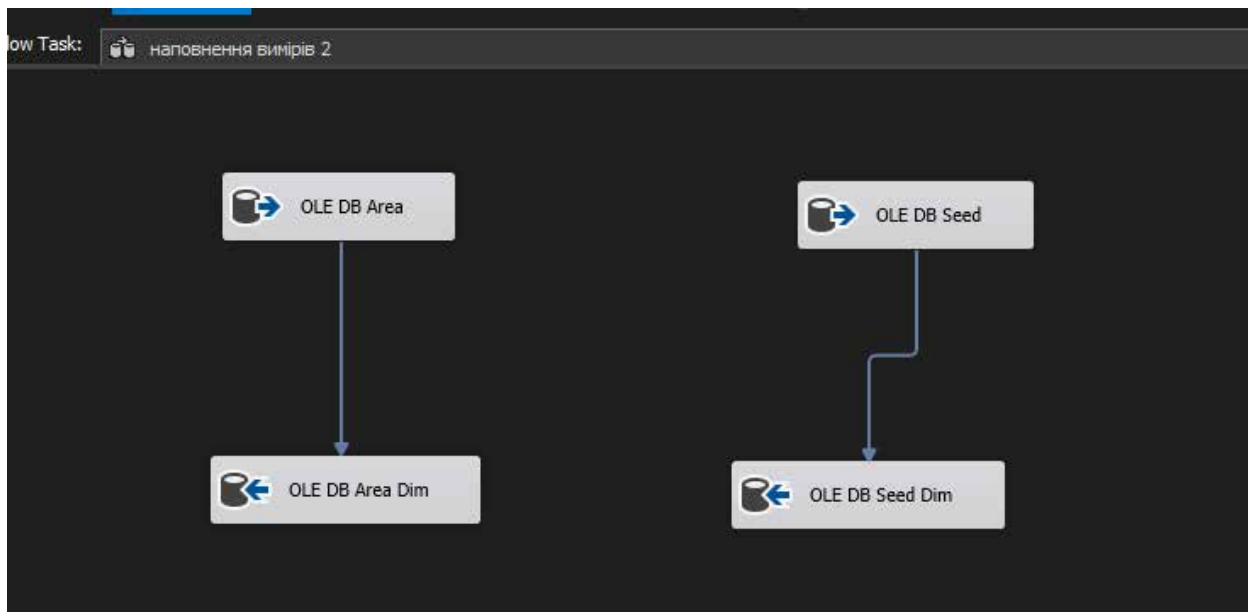 low Task: наповнення вимірів 2
OLE DB Area
OLE DB Seed
OLE DB Area Dim
OLE DB Seed Dim